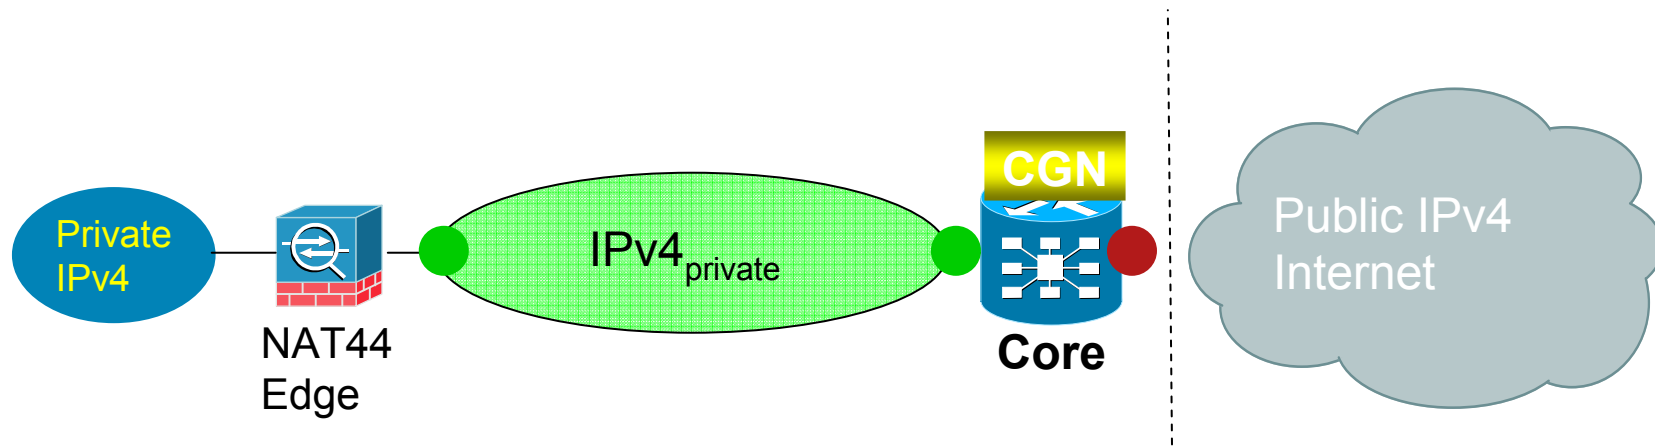 Private
IPv4
NAT44
Edge
IPv4private
CGN
Core
Public IPv4
Internet